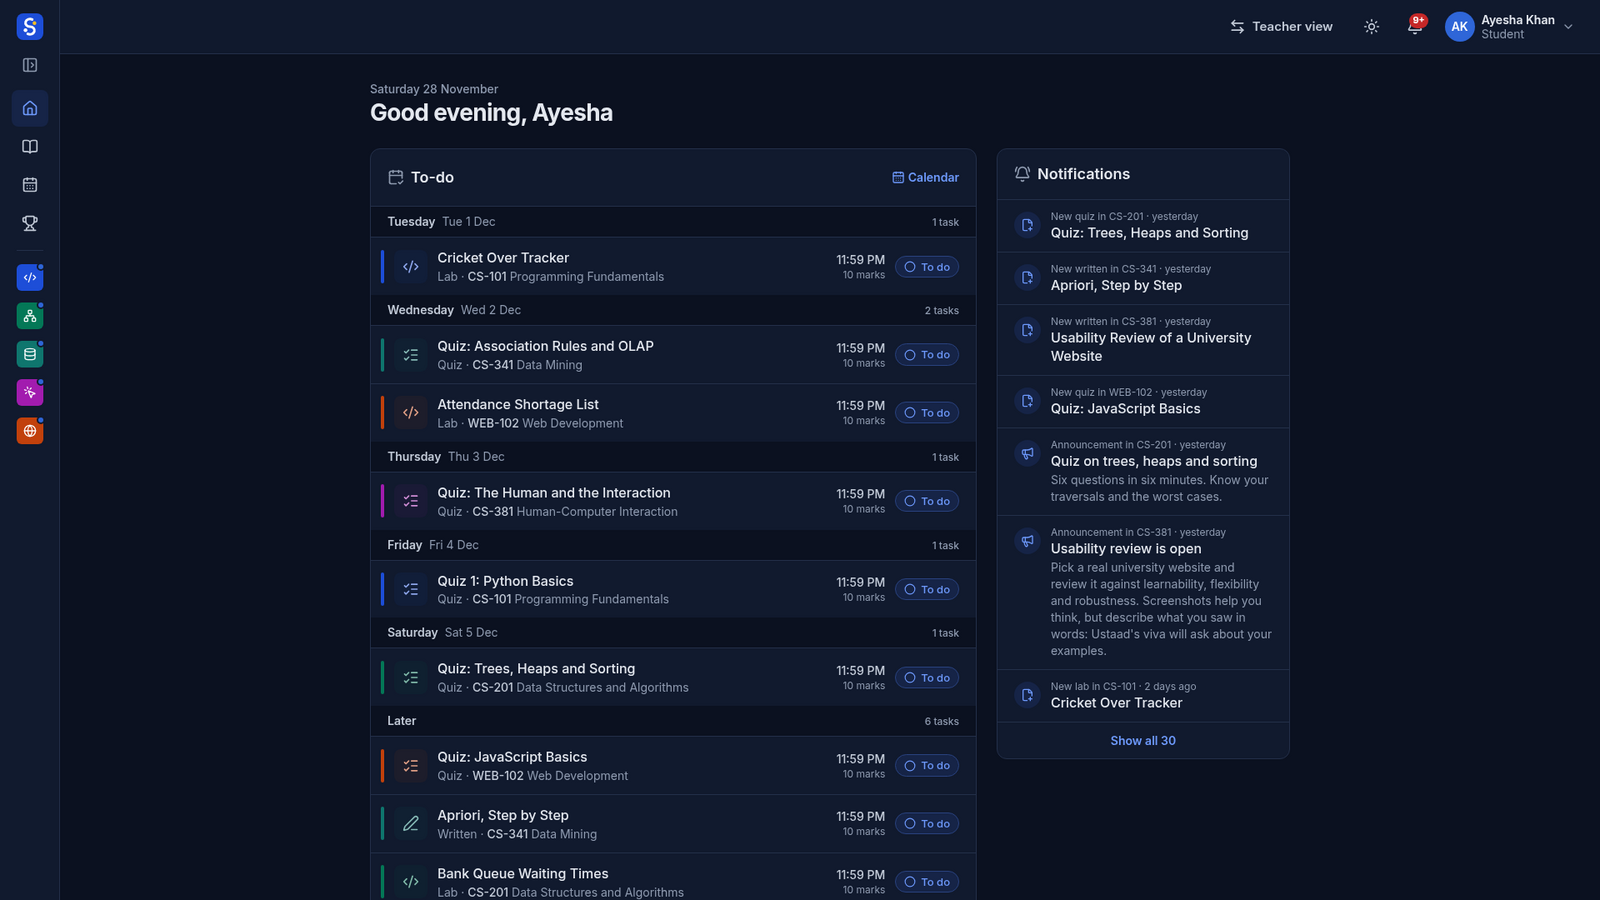 S
Teacher view
9+
AK
Ayesha Khan
Student
Saturday 28 November
Good evening, Ayesha
To-do
Calendar
Tuesday Tue 1 Dec
1 task
Cricket Over Tracker
Lab · CS-101 Programming Fundamentals
11:59 PM
10 marks
To do
Wednesday Wed 2 Dec
2 tasks
Quiz: Association Rules and OLAP
Quiz · CS-341 Data Mining
11:59 PM
10 marks
To do
Attendance Shortage List
Lab · WEB-102 Web Development
11:59 PM
10 marks
To do
Thursday Thu 3 Dec
1 task
Quiz: The Human and the Interaction
Quiz · CS-381 Human-Computer Interaction
11:59 PM
10 marks
To do
Friday Fri 4 Dec
1 task
Quiz 1: Python Basics
Quiz · CS-101 Programming Fundamentals
11:59 PM
10 marks
To do
Saturday Sat 5 Dec
1 task
Quiz: Trees, Heaps and Sorting
Quiz · CS-201 Data Structures and Algorithms
11:59 PM
10 marks
To do
Later
6 tasks
Quiz: JavaScript Basics
Quiz · WEB-102 Web Development
11:59 PM
10 marks
To do
Apriori, Step by Step
Written · CS-341 Data Mining
11:59 PM
10 marks
To do
Bank Queue Waiting Times
Lab · CS-201 Data Structures and Algorithms
11:59 PM
10 marks
To do
Notifications
New quiz in CS-201 · yesterday
Quiz: Trees, Heaps and Sorting
New written in CS-341 · yesterday
Apriori, Step by Step
New written in CS-381 · yesterday
Usability Review of a University
Website
New quiz in WEB-102 · yesterday
Quiz: JavaScript Basics
Announcement in CS-201 · yesterday
Quiz on trees, heaps and sorting
Six questions in six minutes. Know your
traversals and the worst cases.
Announcement in CS-381 · yesterday
Usability review is open
Pick a real university website and
review it against learnability, flexibility
and robustness. Screenshots help you
think, but describe what you saw in
words: Ustaad's viva will ask about your
examples.
New lab in CS-101 · 2 days ago
Cricket Over Tracker
Show all 30